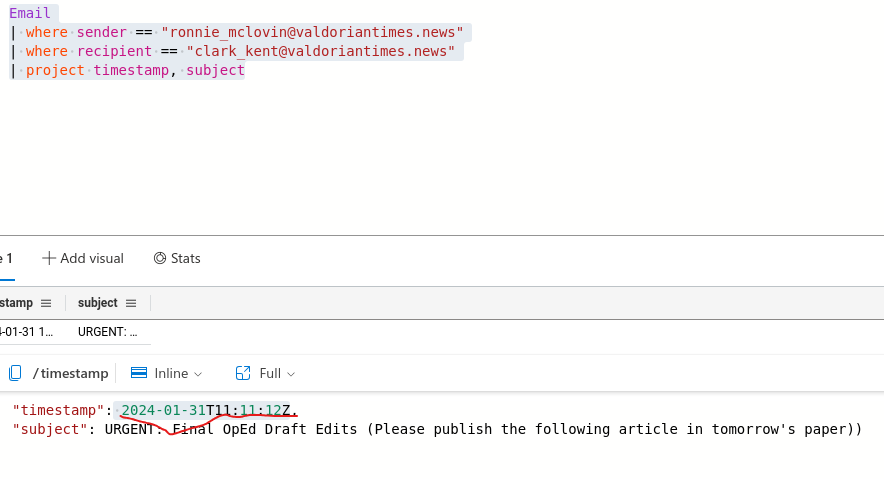 Email
| where sender == "ronnie_mclovin@valdoriantimes.news"
| where recipient == "clark_kent@valdoriantimes.news"
| project timestamp, subject
e 1 Add visual Stats
stamp subject
-01-31 1... URGENT: ...
/timestamp Inline Full
"timestamp": 2024-01-31T11:11:12Z,
"subject": URGENT: Final OpEd Draft Edits (Please publish the following article in tomorrow's paper))